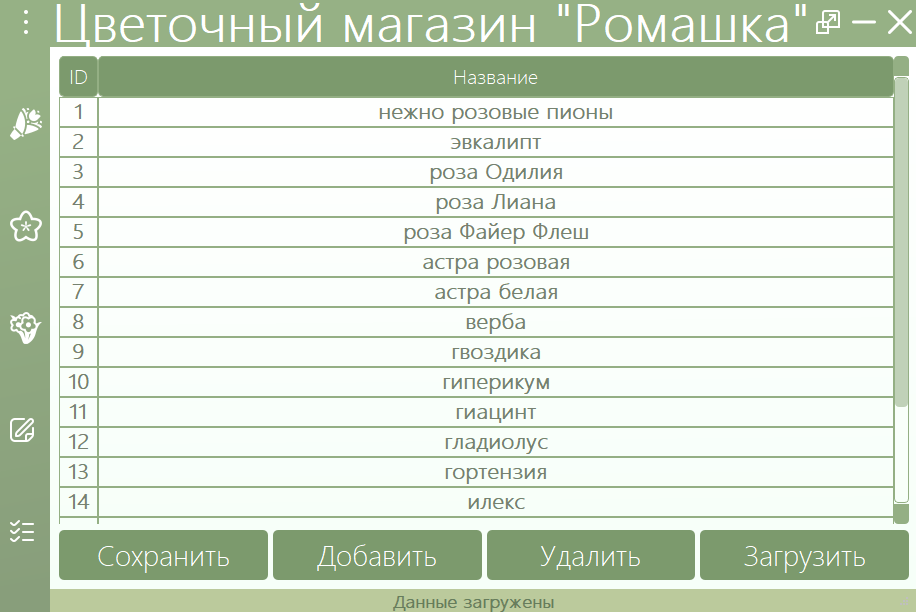 Цветочный магазин "Ромашка"
ID Название
1 нежно розовые пионы
2 эвкалипт
3 роза Одилия
4 роза Лиана
5 роза Файер Флеш
6 астра розовая
7 астра белая
8 верба
9 гвоздика
10 гиперикум
11 гиацинт
12 гладиолус
13 гортензия
14 илекс
Сохранить Добавить Удалить Загрузить
Данные загружены